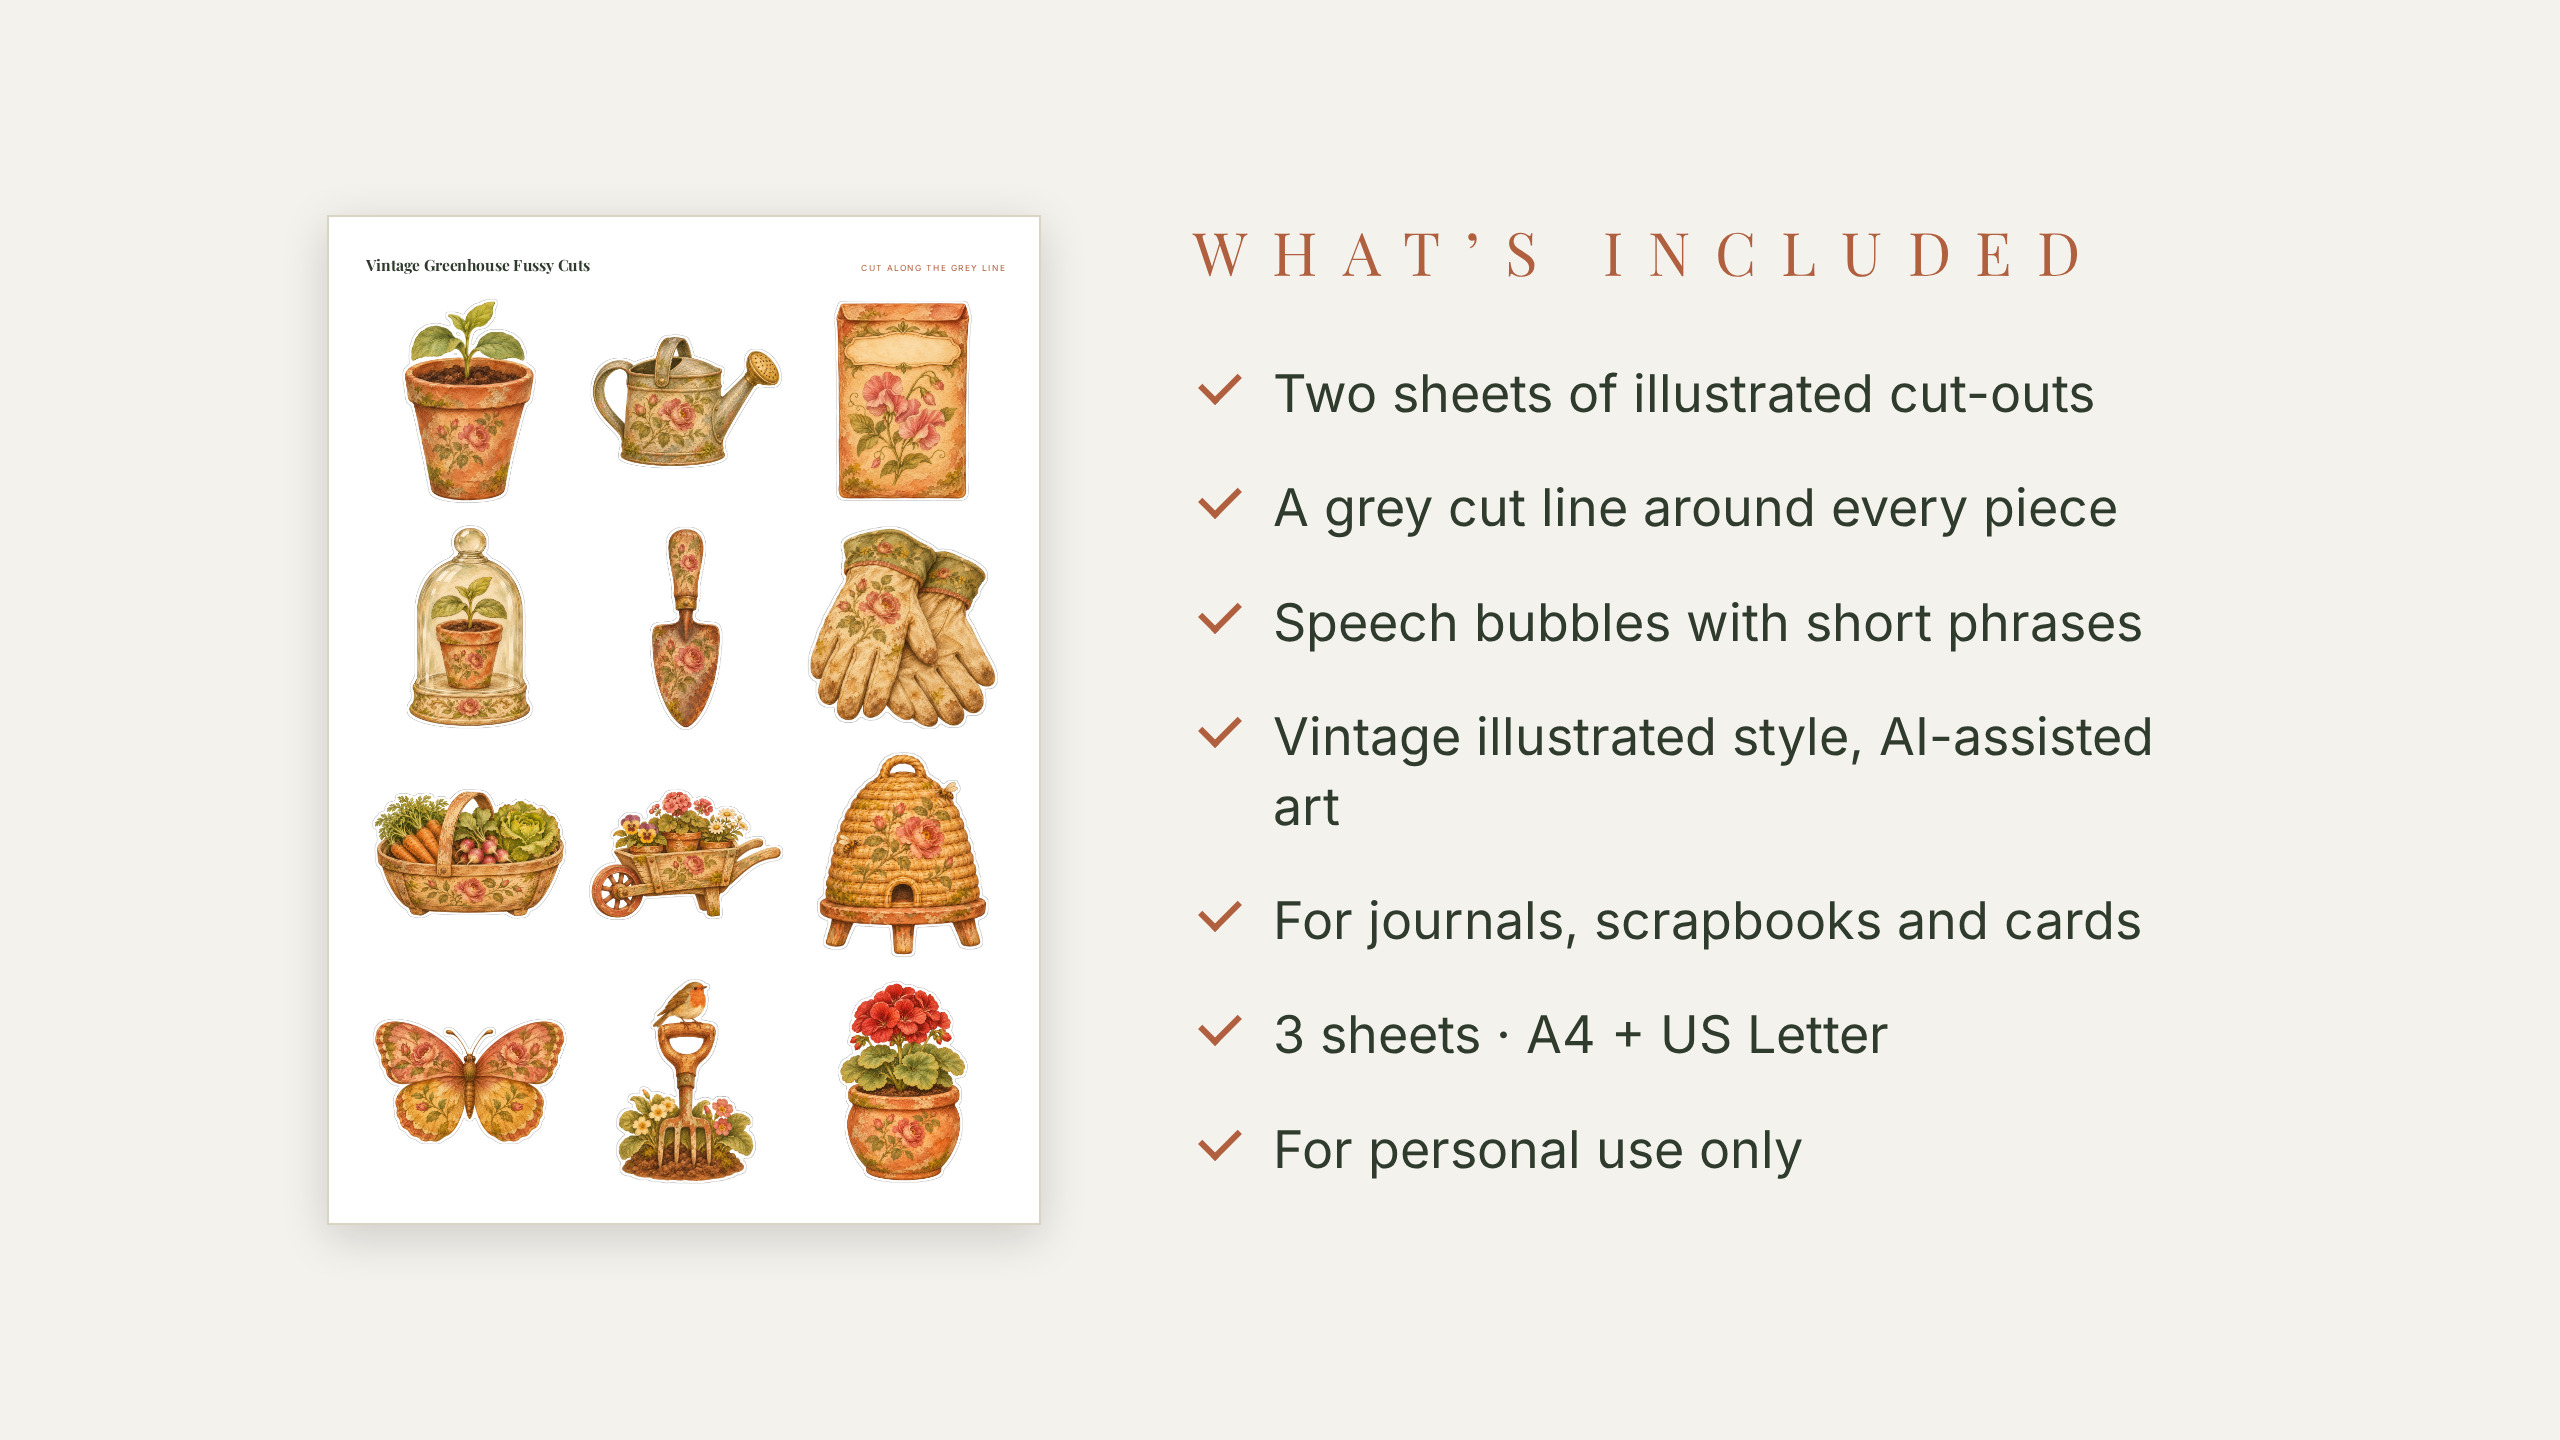 Vintage Greenhouse Fussy Cuts
CUT ALONG THE GREY LINE
WHAT’S INCLUDED
Two sheets of illustrated cut-outs
A grey cut line around every piece
Speech bubbles with short phrases
Vintage illustrated style, AI-assisted
art
For journals, scrapbooks and cards
3 sheets · A4 + US Letter
For personal use only